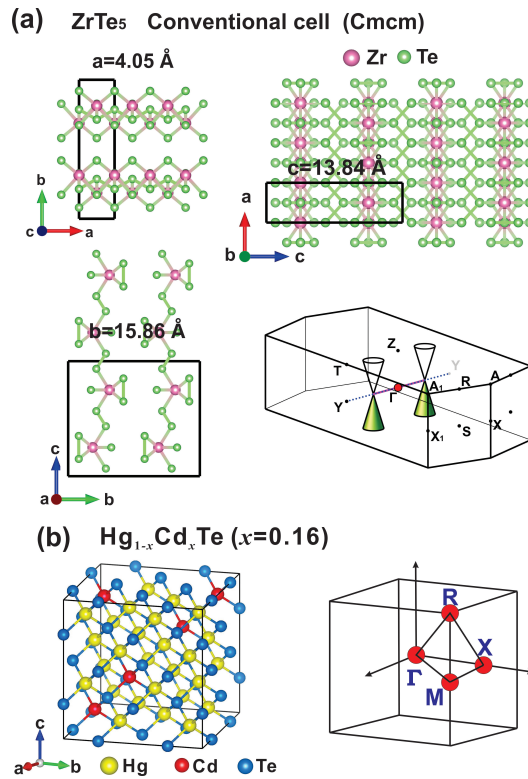 (a) ZrTe5 Conventional cell (Cmcm)
a=4.05 Å
Zr Te
b
c a
c=13.84 Å
a
b c
b=15.86 Å
c
a b
Z
Y
T
A1 R A
Γ
Y
X1 S X
(b) Hg1-xCdxTe (x=0.16)
R
X
Γ
M
c
a b
Hg Cd Te